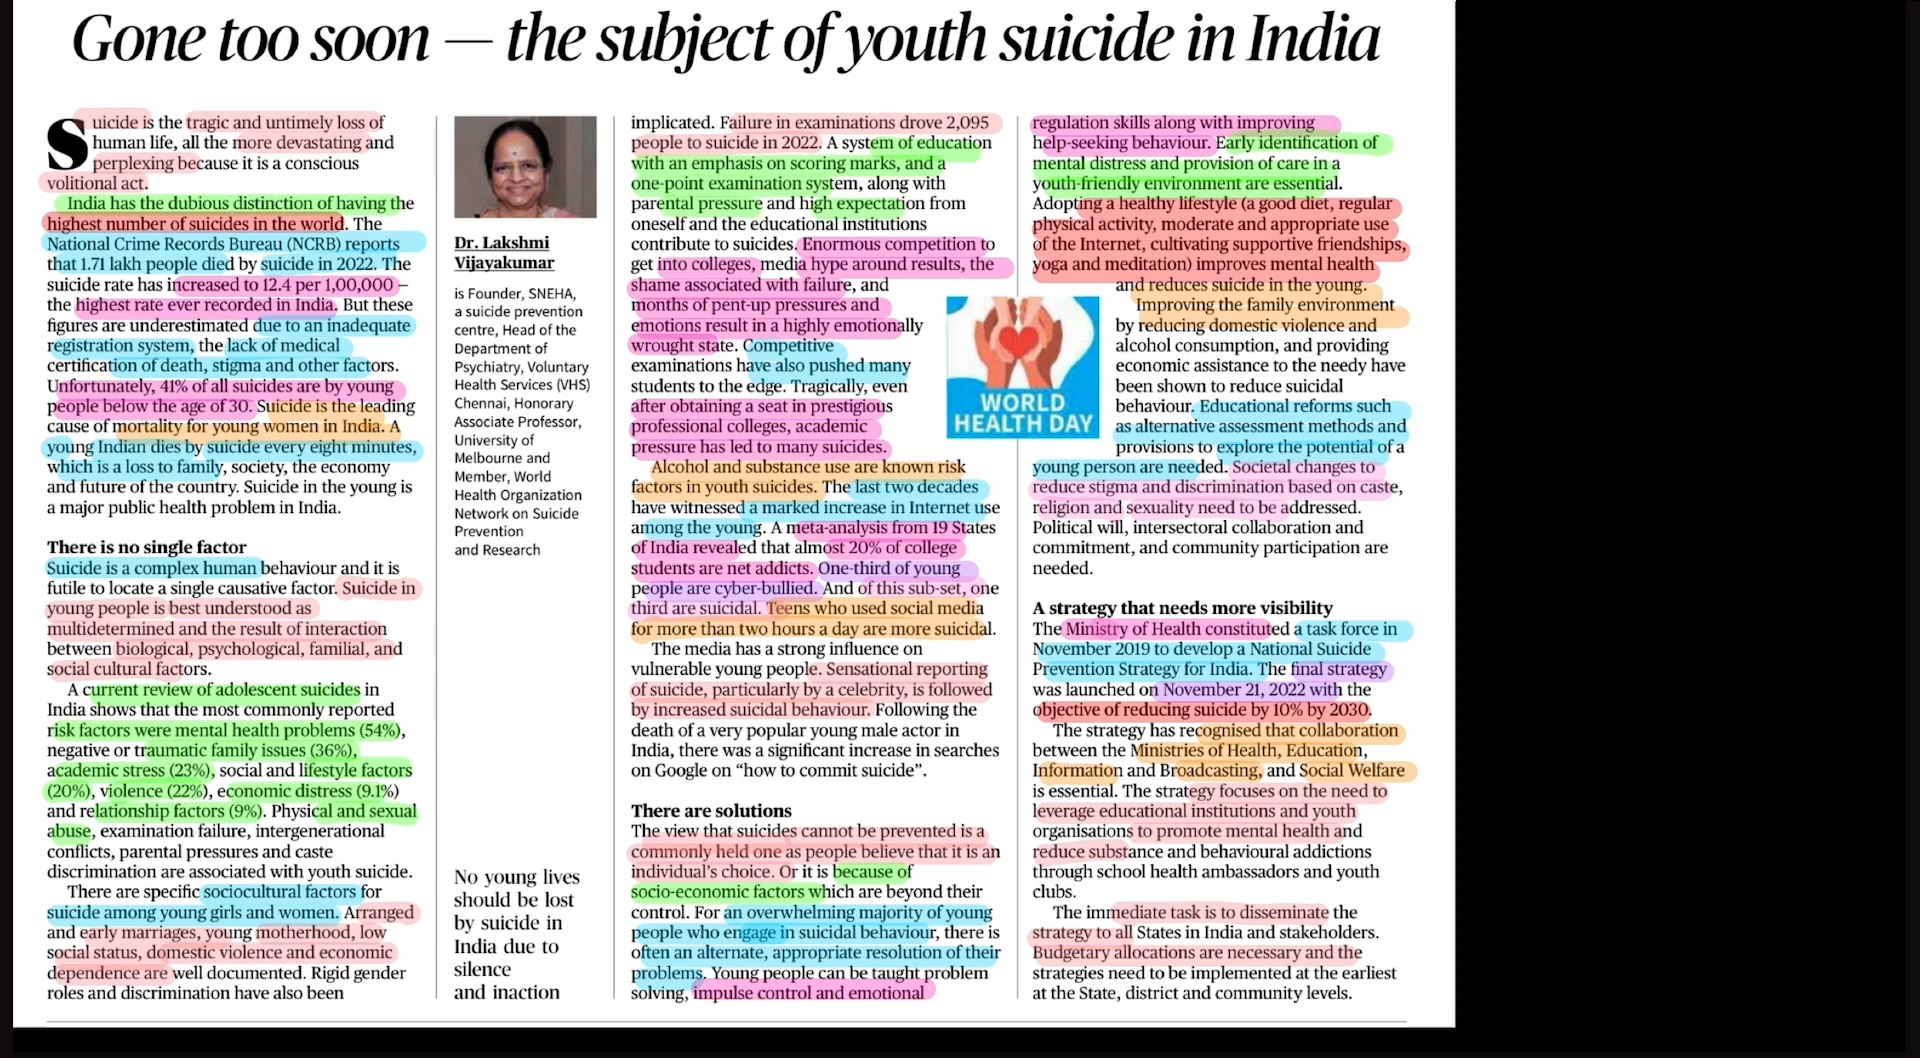 Gone too soon — the subject of youth suicide in India
Suicide is the tragic and untimely loss of
human life, all the more devastating and
perplexing because it is a conscious
volitional act.
India has the dubious distinction of having the
highest number of suicides in the world. The
National Crime Records Bureau (NCRB) reports
that 1.71 lakh people died by suicide in 2022. The
suicide rate has increased to 12.4 per 1,00,000 —
the highest rate ever recorded in India. But these
figures are underestimated due to an inadequate
registration system, the lack of medical
certification of death, stigma and other factors.
Unfortunately, 41% of all suicides are by young
people below the age of 30. Suicide is the leading
cause of mortality for young women in India. A
young Indian dies by suicide every eight minutes,
which is a loss to family, society, the economy
and future of the country. Suicide in the young is
a major public health problem in India.
There is no single factor
Suicide is a complex human behaviour and it is
futile to locate a single causative factor. Suicide in
young people is best understood as
multidetermined and the result of interaction
between biological, psychological, familial, and
social cultural factors.
A current review of adolescent suicides in
India shows that the most commonly reported
risk factors were mental health problems (54%),
negative or traumatic family issues (36%),
academic stress (23%), social and lifestyle factors
(20%), violence (22%), economic distress (9.1%)
and relationship factors (9%). Physical and sexual
abuse, examination failure, intergenerational
conflicts, parental pressures and caste
discrimination are associated with youth suicide.
There are specific sociocultural factors for
suicide among young girls and women. Arranged
and early marriages, young motherhood, low
social status, domestic violence and economic
dependence are well documented. Rigid gender
roles and discrimination have also been
Dr. Lakshmi
Vijayakumar
is Founder, SNEHA,
a suicide prevention
centre, Head of the
Department of
Psychiatry, Voluntary
Health Services (VHS)
Chennai, Honorary
Associate Professor,
University of
Melbourne and
Member, World
Health Organization
Network on Suicide
Prevention
and Research
No young lives
should be lost
by suicide in
India due to
silence
and inaction
implicated. Failure in examinations drove 2,095
people to suicide in 2022. A system of education
with an emphasis on scoring marks, and a
one-point examination system, along with
parental pressure and high expectation from
oneself and the educational institutions
contribute to suicides. Enormous competition to
get into colleges, media hype around results, the
shame associated with failure, and
months of pent-up pressures and
emotions result in a highly emotionally
wrought state. Competitive
examinations have also pushed many
students to the edge. Tragically, even
after obtaining a seat in prestigious
professional colleges, academic
pressure has led to many suicides.
Alcohol and substance use are known risk
factors in youth suicides. The last two decades
have witnessed a marked increase in Internet use
among the young. A meta-analysis from 19 States
of India revealed that almost 20% of college
students are net addicts. One-third of young
people are cyber-bullied. And of this sub-set, one
third are suicidal. Teens who used social media
for more than two hours a day are more suicidal.
The media has a strong influence on
vulnerable young people. Sensational reporting
of suicide, particularly by a celebrity, is followed
by increased suicidal behaviour. Following the
death of a very popular young male actor in
India, there was a significant increase in searches
on Google on “how to commit suicide”.
There are solutions
The view that suicides cannot be prevented is a
commonly held one as people believe that it is an
individual's choice. Or it is because of
socio-economic factors which are beyond their
control. For an overwhelming majority of young
people who engage in suicidal behaviour, there is
often an alternate, appropriate resolution of their
problems. Young people can be taught problem
solving, impulse control and emotional
WORLD
HEALTH DAY
regulation skills along with improving
help-seeking behaviour. Early identification of
mental distress and provision of care in a
youth-friendly environment are essential.
Adopting a healthy lifestyle (a good diet, regular
physical activity, moderate and appropriate use
of the Internet, cultivating supportive friendships,
yoga and meditation) improves mental health
and reduces suicide in the young.
Improving the family environment
by reducing domestic violence and
alcohol consumption, and providing
economic assistance to the needy have
been shown to reduce suicidal
behaviour. Educational reforms such
as alternative assessment methods and
provisions to explore the potential of a
young person are needed. Societal changes to
reduce stigma and discrimination based on caste,
religion and sexuality need to be addressed.
Political will, intersectoral collaboration and
commitment, and community participation are
needed.
A strategy that needs more visibility
The Ministry of Health constituted a task force in
November 2019 to develop a National Suicide
Prevention Strategy for India. The final strategy
was launched on November 21, 2022 with the
objective of reducing suicide by 10% by 2030.
The strategy has recognised that collaboration
between the Ministries of Health, Education,
Information and Broadcasting, and Social Welfare
is essential. The strategy focuses on the need to
leverage educational institutions and youth
organisations to promote mental health and
reduce substance and behavioural addictions
through school health ambassadors and youth
clubs.
The immediate task is to disseminate the
strategy to all States in India and stakeholders.
Budgetary allocations are necessary and the
strategies need to be implemented at the earliest
at the State, district and community levels.